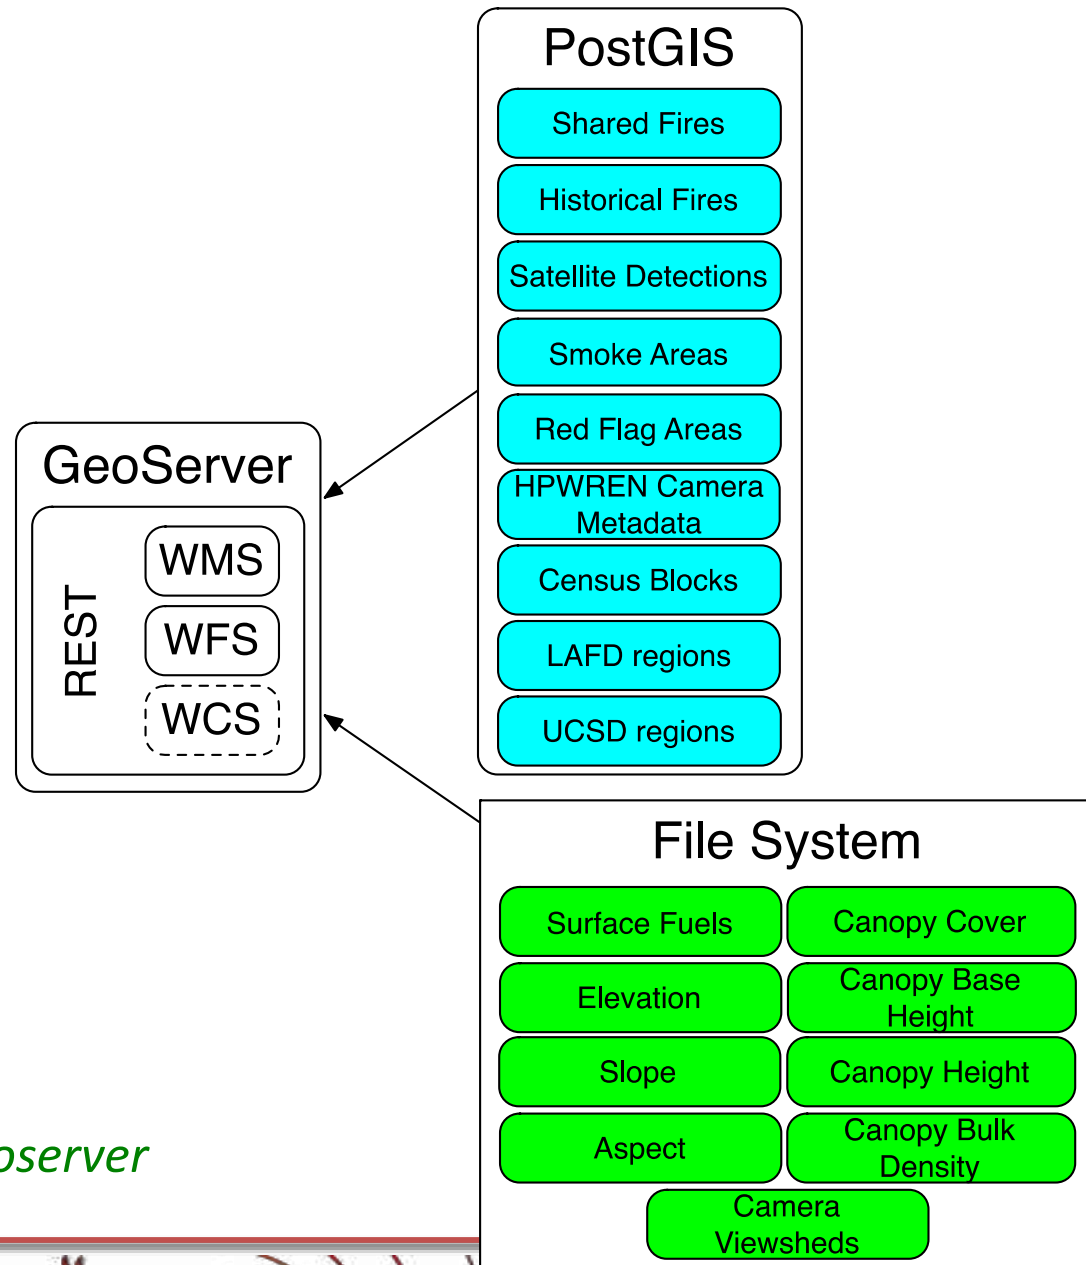 PostGIS
Shared Fires
Historical Fires
Satellite Detections
Smoke Areas
Red Flag Areas
HPWREN Camera
Metadata
Census Blocks
LAFD regions
UCSD regions
GeoServer
REST
WMS
WFS
WCS
File System
Surface Fuels
Canopy Cover
Elevation
Canopy Base
Height
Slope
Canopy Height
Aspect
Canopy Bulk
Density
Camera
Viewsheds
oserver